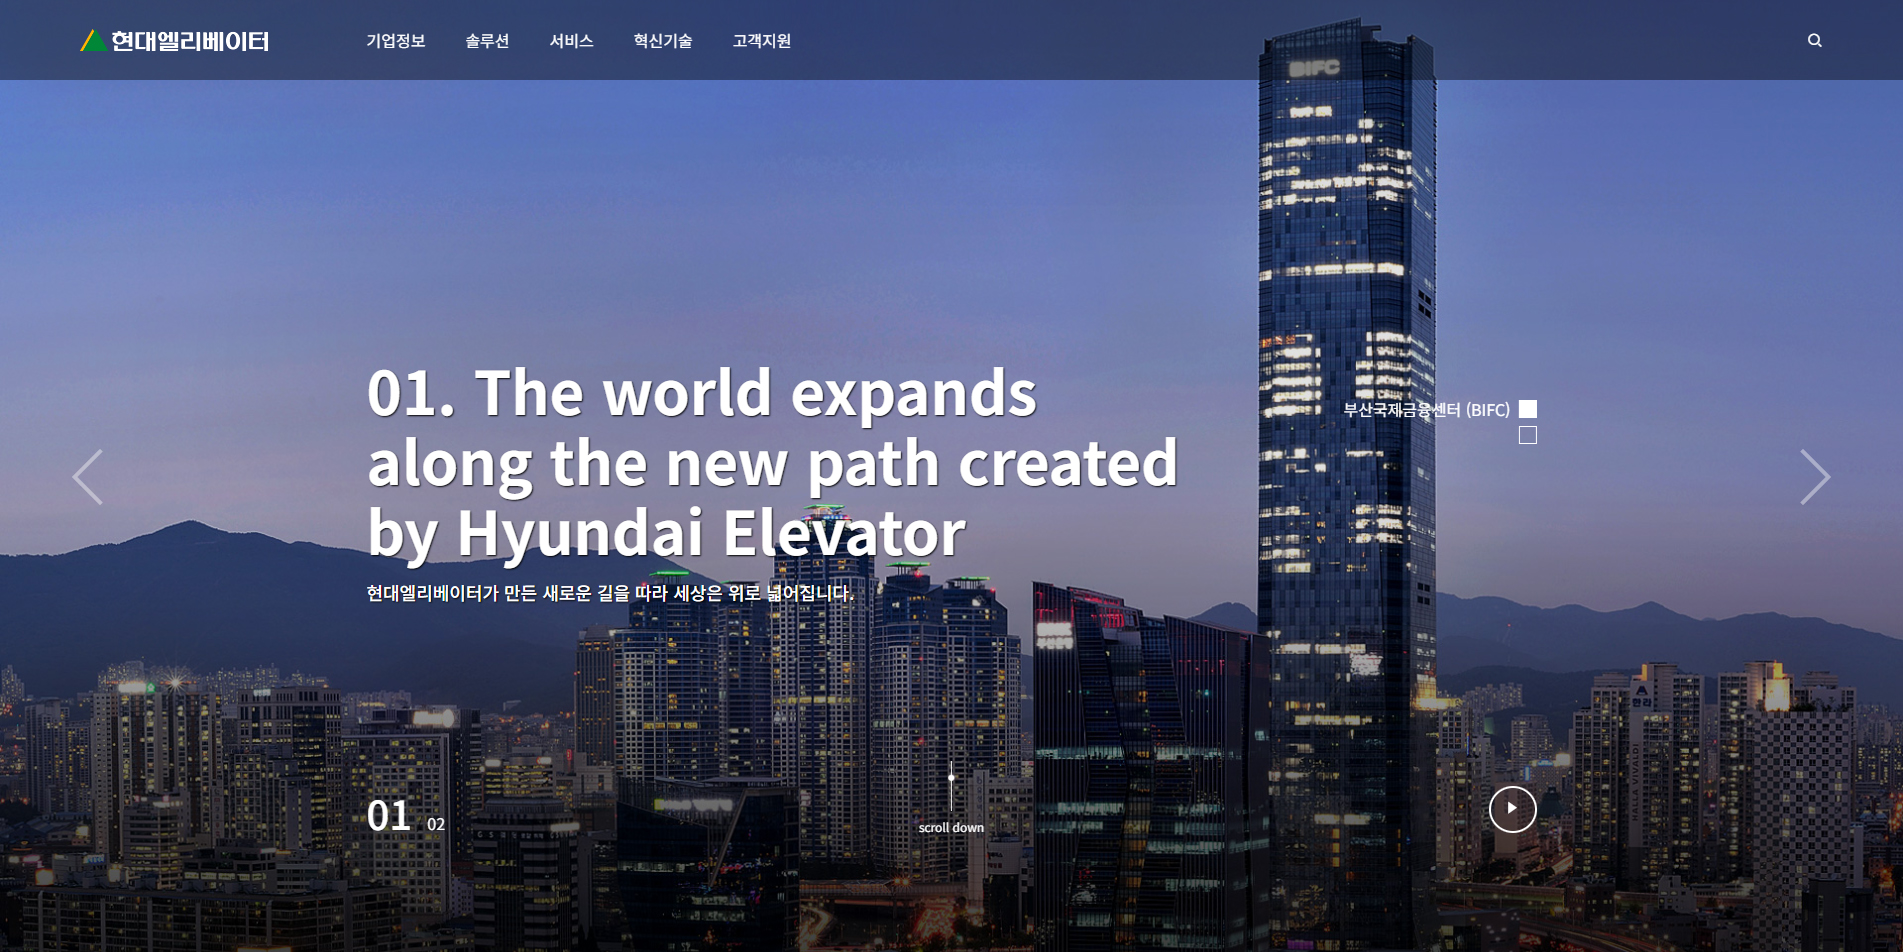 현대엘리베이터
기업정보 솔루션 서비스 혁신기술 고객지원
BIFC
01. The world expands
along the new path created
by Hyundai Elevator
현대엘리베이터가 만든 새로운 길을 따라 세상은 위로 넓어집니다.
부산국제금융센터 (BIFC)
한라
HALLA VIVALDI
01 02
scroll down